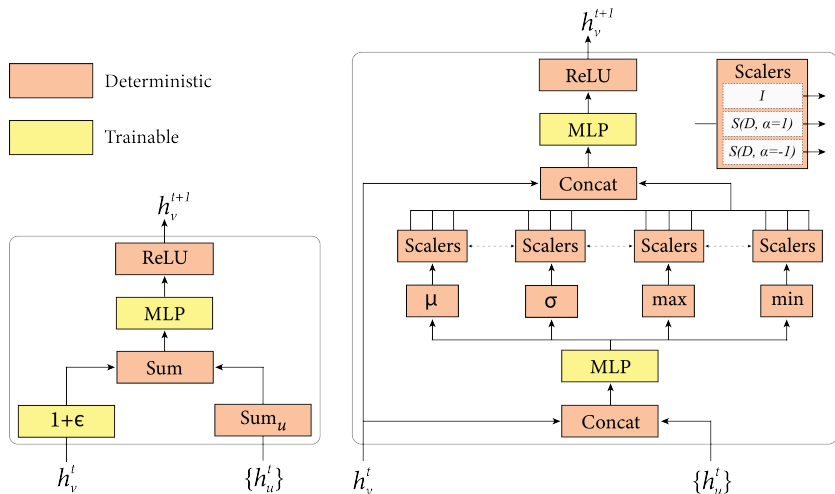 Deterministic
Trainable
h_v^{t+1}
ReLU
MLP
Sum
1+ϵ
Sum_u
h_v^t
{h_u^t}
h_v^{t+1}
ReLU
MLP
Concat
Scalers
I
S(D, α=1)
S(D, α=-1)
Scalers Scalers Scalers Scalers
μ σ max min
MLP
Concat
h_v^t
{h_u^t}